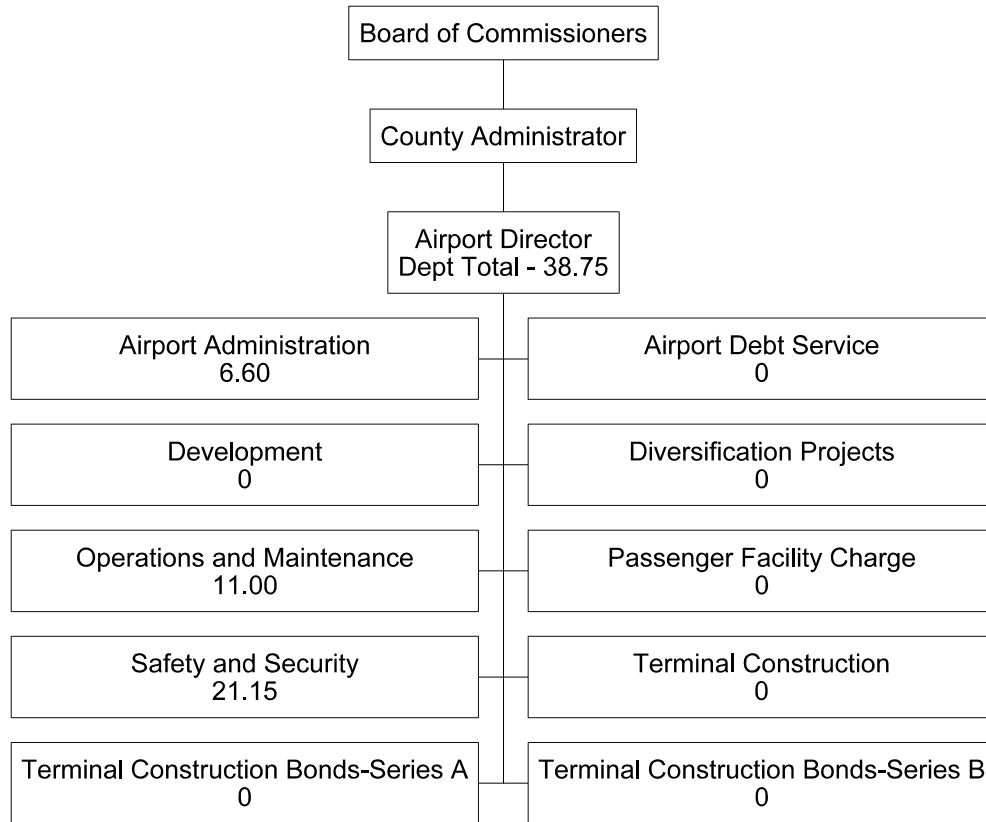 Board of Commissioners
County Administrator
Airport Director
Dept Total - 38.75
Airport Administration
6.60
Airport Debt Service
0
Development
0
Diversification Projects
0
Operations and Maintenance
11.00
Passenger Facility Charge
0
Safety and Security
21.15
Terminal Construction
0
Terminal Construction Bonds-Series A
0
Terminal Construction Bonds-Series B
0